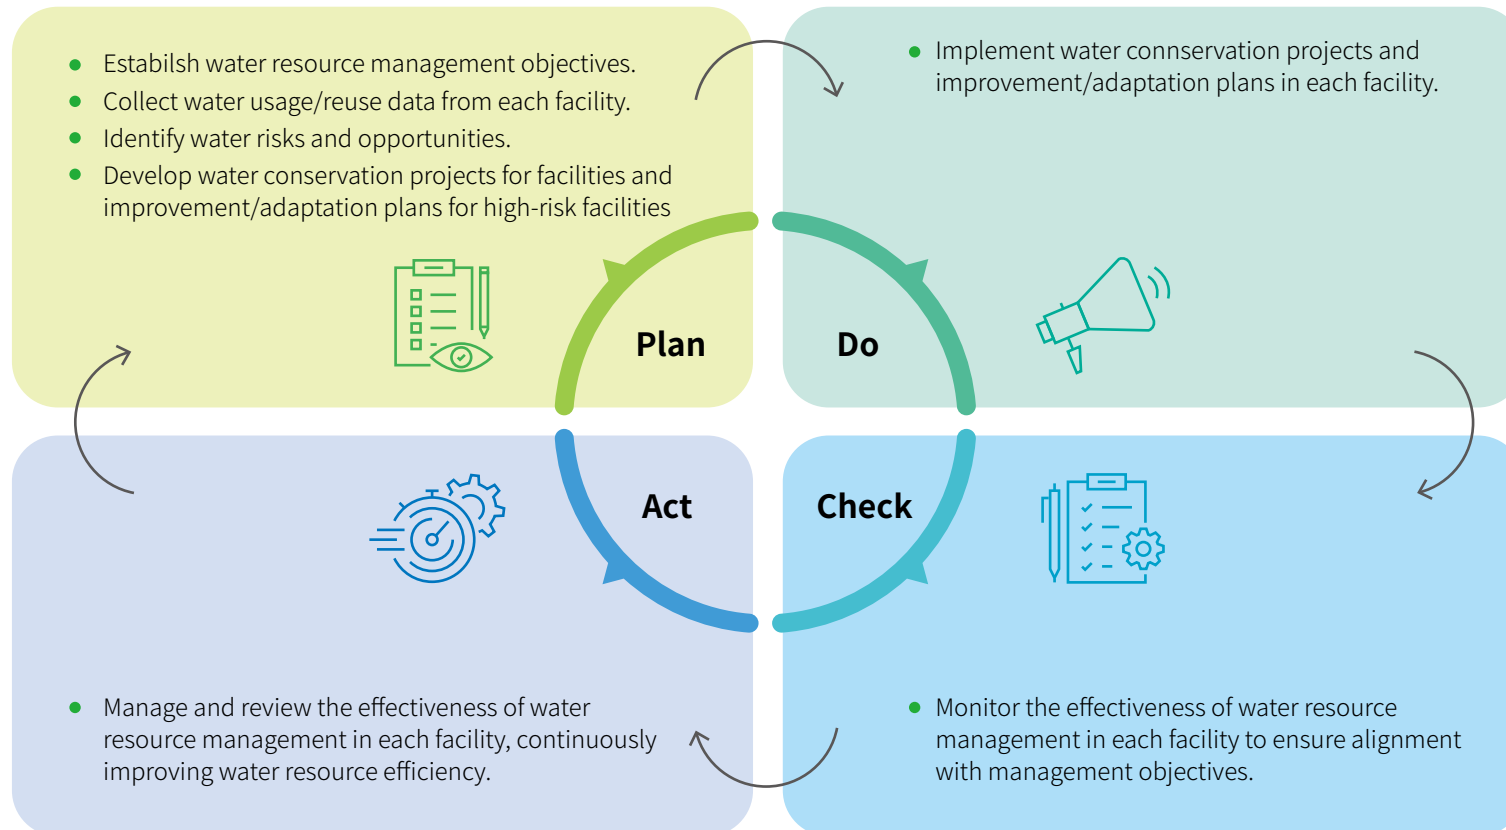 Estabilsh water resource management objectives.
Collect water usage/reuse data from each facility.
Identify water risks and opportunities.
Develop water conservation projects for facilities and
improvement/adaptation plans for high-risk facilities
Plan
Implement water connservation projects and
improvement/adaptation plans in each facility.
Do
Act
Manage and review the effectiveness of water
resource management in each facility, continuously
improving water resource efficiency.
Check
Monitor the effectiveness of water resource
management in each facility to ensure alignment
with management objectives.